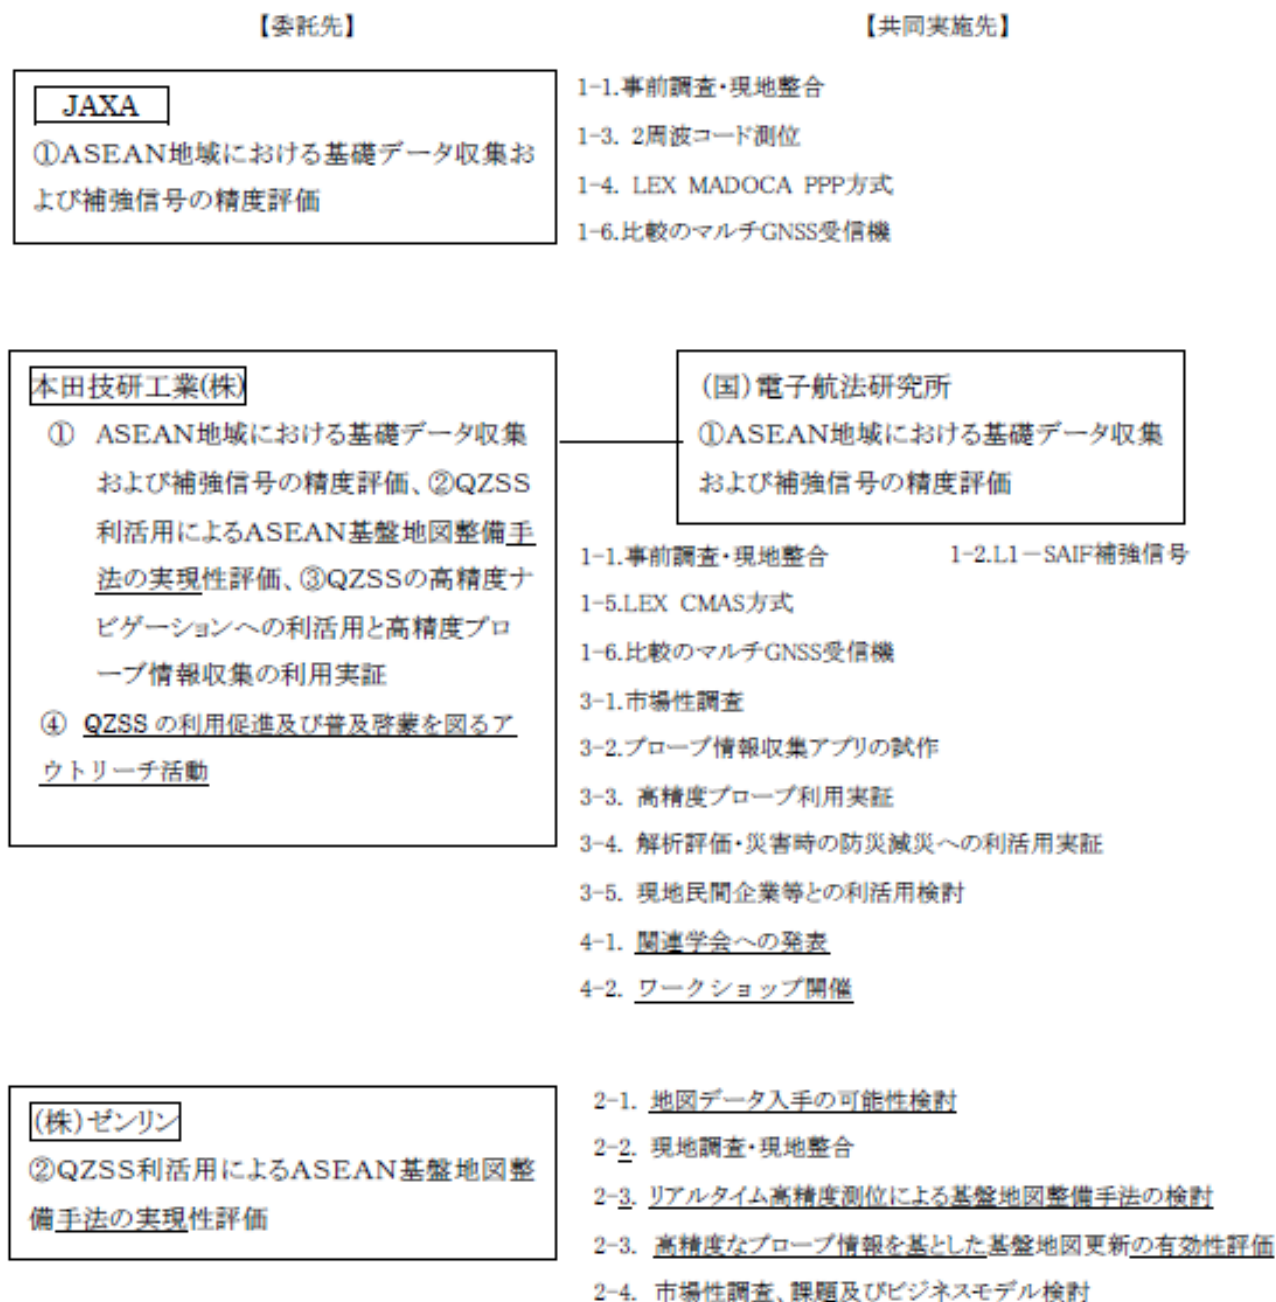 【委託先】
【共同実施先】
JAXA
①ASEAN地域における基礎データ収集お
よび補強信号の精度評価
1-1.事前調査・現地整合
1-3. 2周波コード測位
1-4. LEX MADOCA PPP方式
1-6.比較のマルチGNSS受信機
本田技研工業(株)
① ASEAN地域における基礎データ収集
および補強信号の精度評価、②QZSS
利活用によるASEAN基盤地図整備手
法の実現性評価、③QZSSの高精度ナ
ビゲーションへの利活用と高精度プロ
ーブ情報収集の利用実証
④ QZSS の利用促進及び普及啓蒙を図るア
ウトリーチ活動
(国)電子航法研究所
①ASEAN地域における基礎データ収集
および補強信号の精度評価
1-1.事前調査・現地整合 1-2.L1－SAIF補強信号
1-5.LEX CMAS方式
1-6.比較のマルチGNSS受信機
3-1.市場性調査
3-2.プローブ情報収集アプリの試作
3-3. 高精度プローブ利用実証
3-4. 解析評価・災害時の防災減災への利活用実証
3-5. 現地民間企業等との利活用検討
4-1. 関連学会への発表
4-2. ワークショップ開催
(株)ゼンリン
②QZSS利活用によるASEAN基盤地図整
備手法の実現性評価
2-1. 地図データ入手の可能性検討
2-2. 現地調査・現地整合
2-3. リアルタイム高精度測位による基盤地図整備手法の検討
2-3. 高精度なプローブ情報を基とした基盤地図更新の有効性評価
2-4. 市場性調査、課題及びビジネスモデル検討